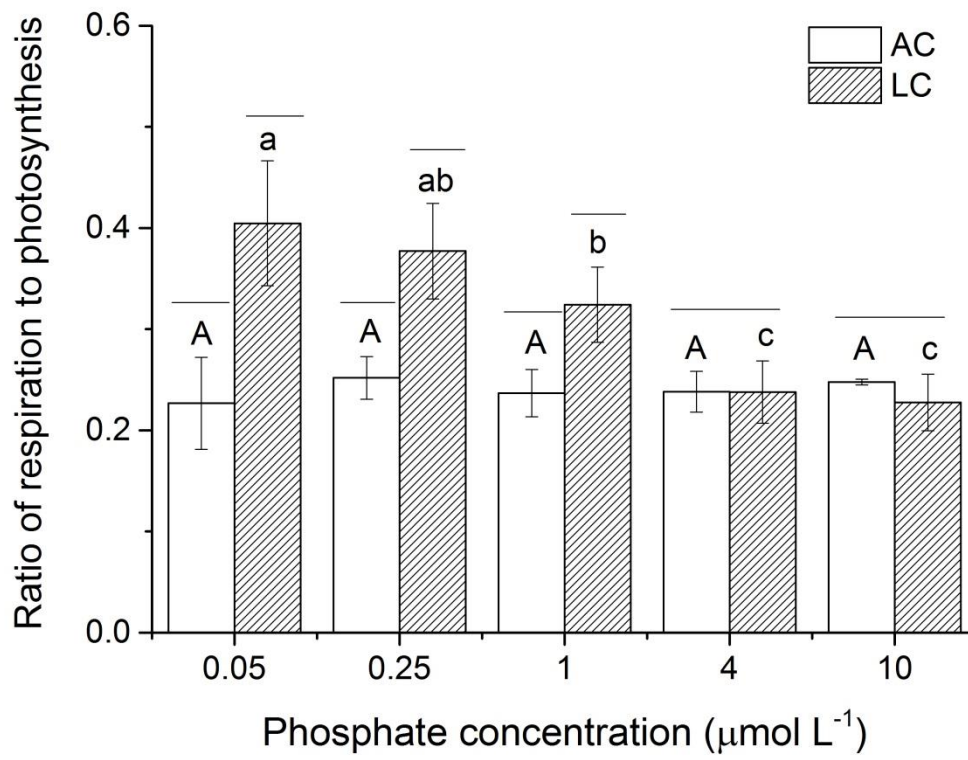 Ratio of respiration to photosynthesis
0.6
0.4
0.2
0.0
AC
LC
A
a
A
ab
A
b
A
c
A
c
0.05
0.25
1
4
10
Phosphate concentration (μmol L⁻¹)